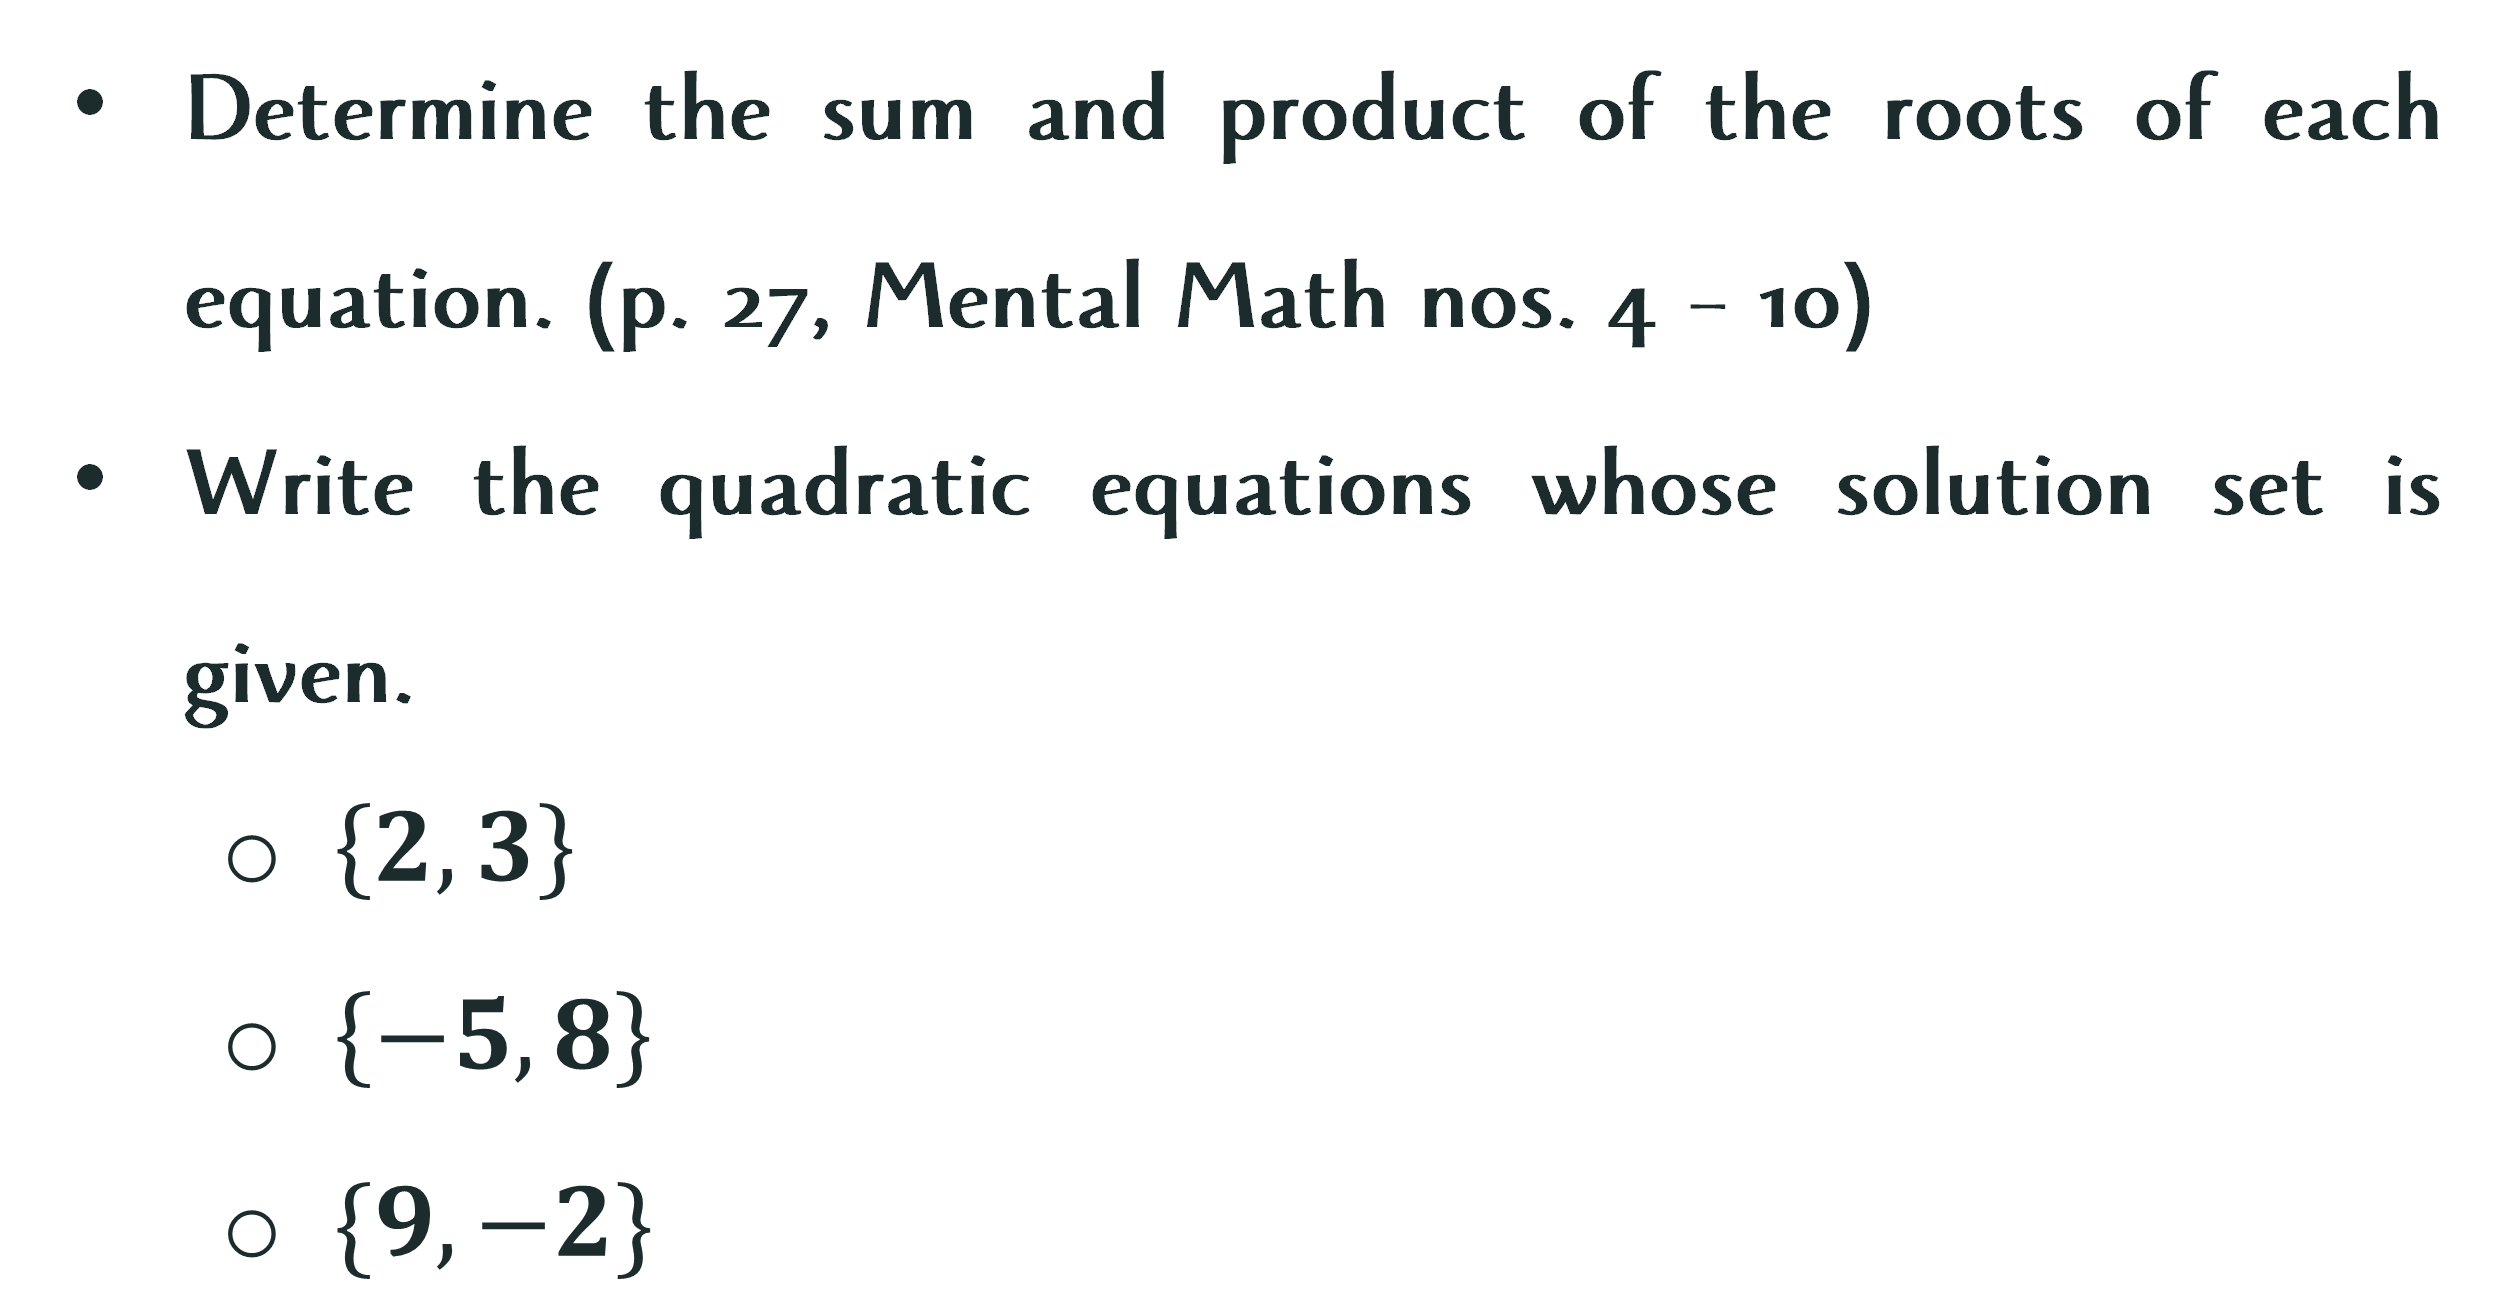 • Determine the sum and product of the roots of each
equation. (p. 27, Mental Math nos. 4 – 10)
• Write the quadratic equations whose solution set is
given.
○ {2, 3}
○ {−5, 8}
○ {9, −2}